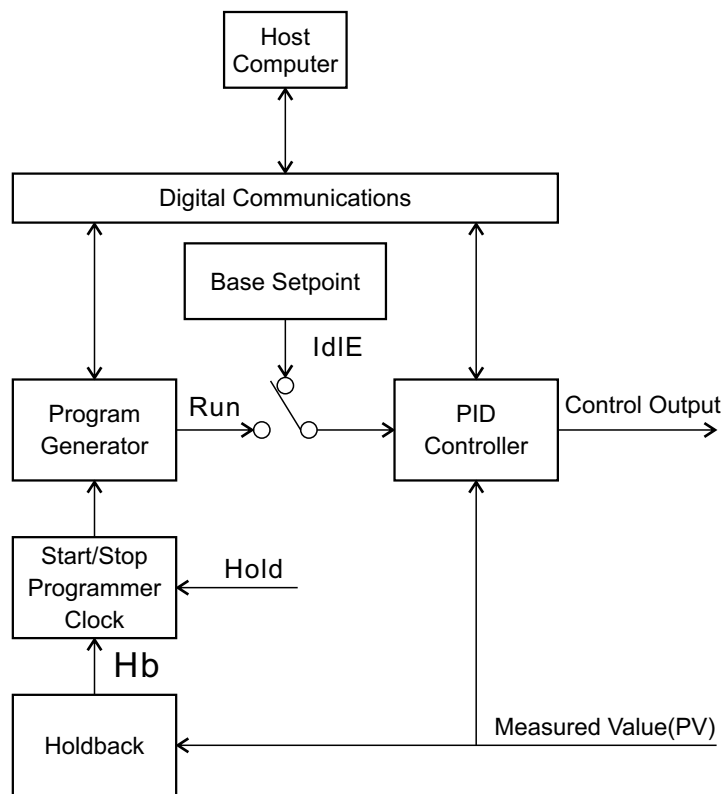 Host
Computer
Digital Communications
Base Setpoint
IdlE
Program
Generator
Run
PID
Controller
Control Output
Start/Stop
Programmer
Clock
Hold
Hb
Holdback
Measured Value(PV)